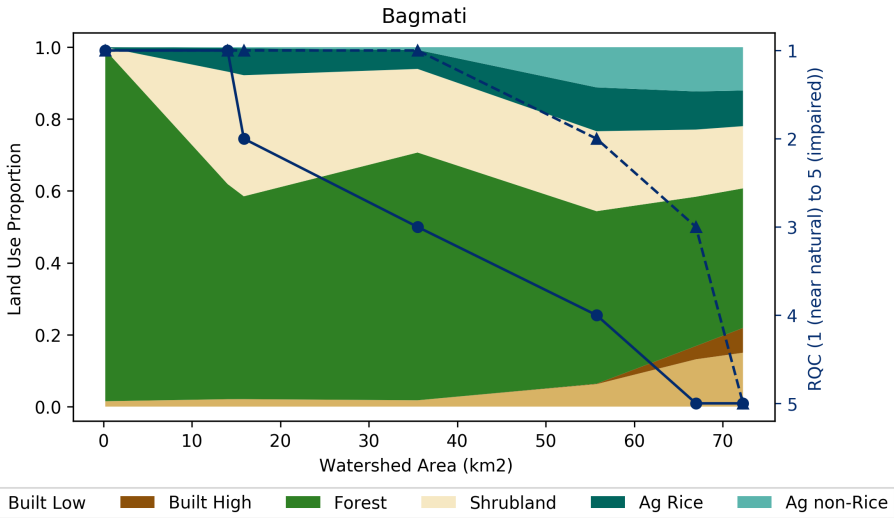 Bagmati
1.0
0.8
0.6
0.4
0.2
0.0
Land Use Proportion
1
2
3
4
5
RQC (1 (near natural) to 5 (impaired))
0 10 20 30 40 50 60 70
Watershed Area (km2)
Built Low Built High Forest Shrubland Ag Rice Ag non-Rice